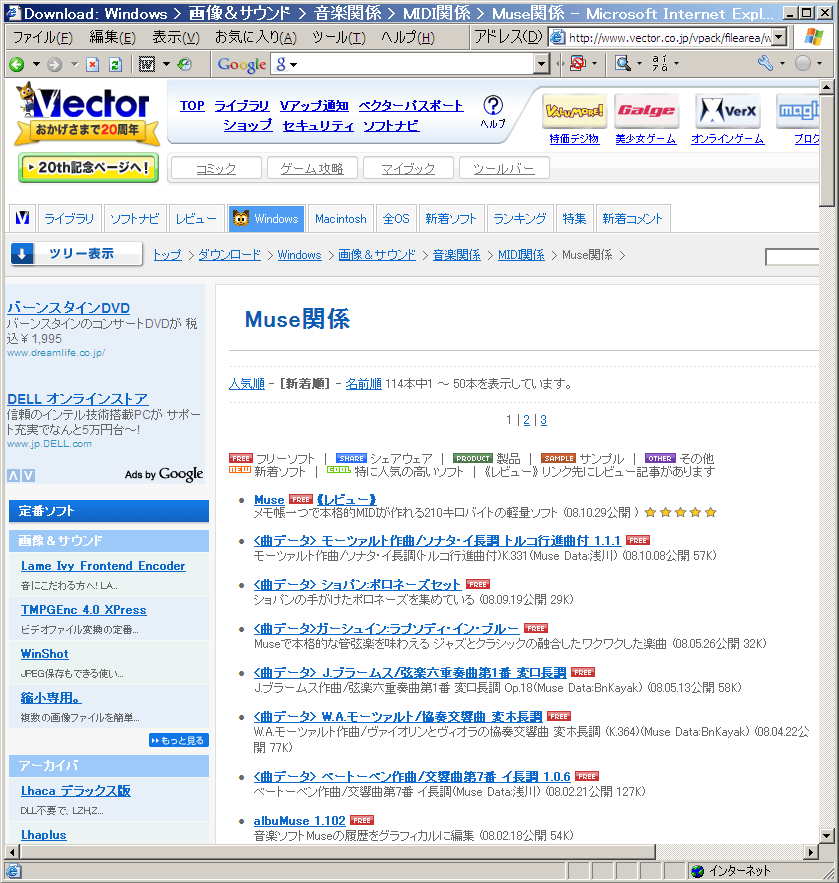 Download: Windows > 画像＆サウンド > 音楽関係 > MIDI関係 > Muse関係 - Microsoft Internet Expl...
ファイル(F) 編集(E) 表示(V) お気に入り(A) ツール(T) ヘルプ(H) アドレス(D) http://www.vector.co.jp/vpack/filearea/w
Google
Vector
おかげさまで20周年
20th記念ページへ!
TOP ライブラリ Vアップ通知 ベクターパスポート
ショップ セキュリティ ソフトナビ
ヘルプ
VALUMORE! Galge VerX magl
特価デジ物 美少女ゲーム オンラインゲーム ブログ
コミック ゲーム攻略 マイブック ツールバー
V ライブラリ ソフトナビ レビュー Windows Macintosh 全OS 新着ソフト ランキング 特集 新着コメント
ツリー表示 トップ > ダウンロード > Windows > 画像＆サウンド > 音楽関係 > MIDI関係 > Muse関係 >
バーンスタインDVD
バーンスタインのコンサートDVDが 税
込￥1,995
www.dreamlife.co.jp/
DELL オンラインストア
信頼のインテル技術搭載PCが サポー
ト充実でなんと5万円台～!
www.jp.DELL.com
Ads by Google
定番ソフト
画像＆サウンド
Lame Ivy Frontend Encoder
音にこだわる方へ! LA..
TMPGEnc 4.0 XPress
ビデオファイル変換の定番...
WinShot
JPEG保存もできる使い...
縮小専用。
複数の画像ファイルを簡単...
もっと見る
アーカイバ
Lhaca デラックス版
DLL不要で、LZH,Z...
Lhaplus
Muse関係
人気順 - [新着順] - 名前順 114本中1 ～ 50本を表示しています。
1 | 2 | 3
FREE フリーソフト | SHARE シェアウェア | PRODUCT 製品 | SAMPLE サンプル | OTHER その他
NEW 新着ソフト | COOL 特に人気の高いソフト | 《レビュー》リンク先にレビュー記事があります
Muse FREE 《レビュー》
メモ帳一つで本格的MIDIが作れる210キロバイトの軽量ソフト (08.10.29公開 ) ★★★★★
<曲データ> モーツァルト作曲/ソナタ・イ長調 トルコ行進曲付 1.1.1 FREE
モーツァルト作曲/ソナタ・イ長調(トルコ行進曲付)K.331(Muse Data:浅川) (08.10.08公開 57K)
<曲データ> ショパン:ポロネーズセット FREE
ショパンの手がけたポロネーズを集めている (08.09.19公開 29K)
<曲データ>ガーシュイン:ラプソディ・イン・ブルー FREE
Museで本格的な管弦楽を味わえる ジャズとクラシックの融合したワクワクした楽曲 (08.05.26公開 32K)
<曲データ> J.ブラームス/弦楽六重奏曲第1番 変ロ長調 FREE
J.ブラームス作曲/弦楽六重奏曲第1番 変ロ長調 Op.18(Muse Data:BnKayak) (08.05.13公開 58K)
<曲データ> W.A.モーツァルト/協奏交響曲 変ホ長調 FREE
W.A.モーツァルト作曲/ヴァイオリンとヴィオラの協奏交響曲 変ホ長調 (K.364)(Muse Data:BnKayak) (08.04.22公
開 77K)
<曲データ> ベートーベン作曲/交響曲第7番 イ長調 1.0.6 FREE
ベートーベン作曲/交響曲第7番 イ長調(Muse Data:浅川) (08.02.21公開 127K)
albuMuse 1.102 FREE
音楽ソフトMuseの履歴をグラフィカルに編集 (08.02.18公開 54K)
インターネット